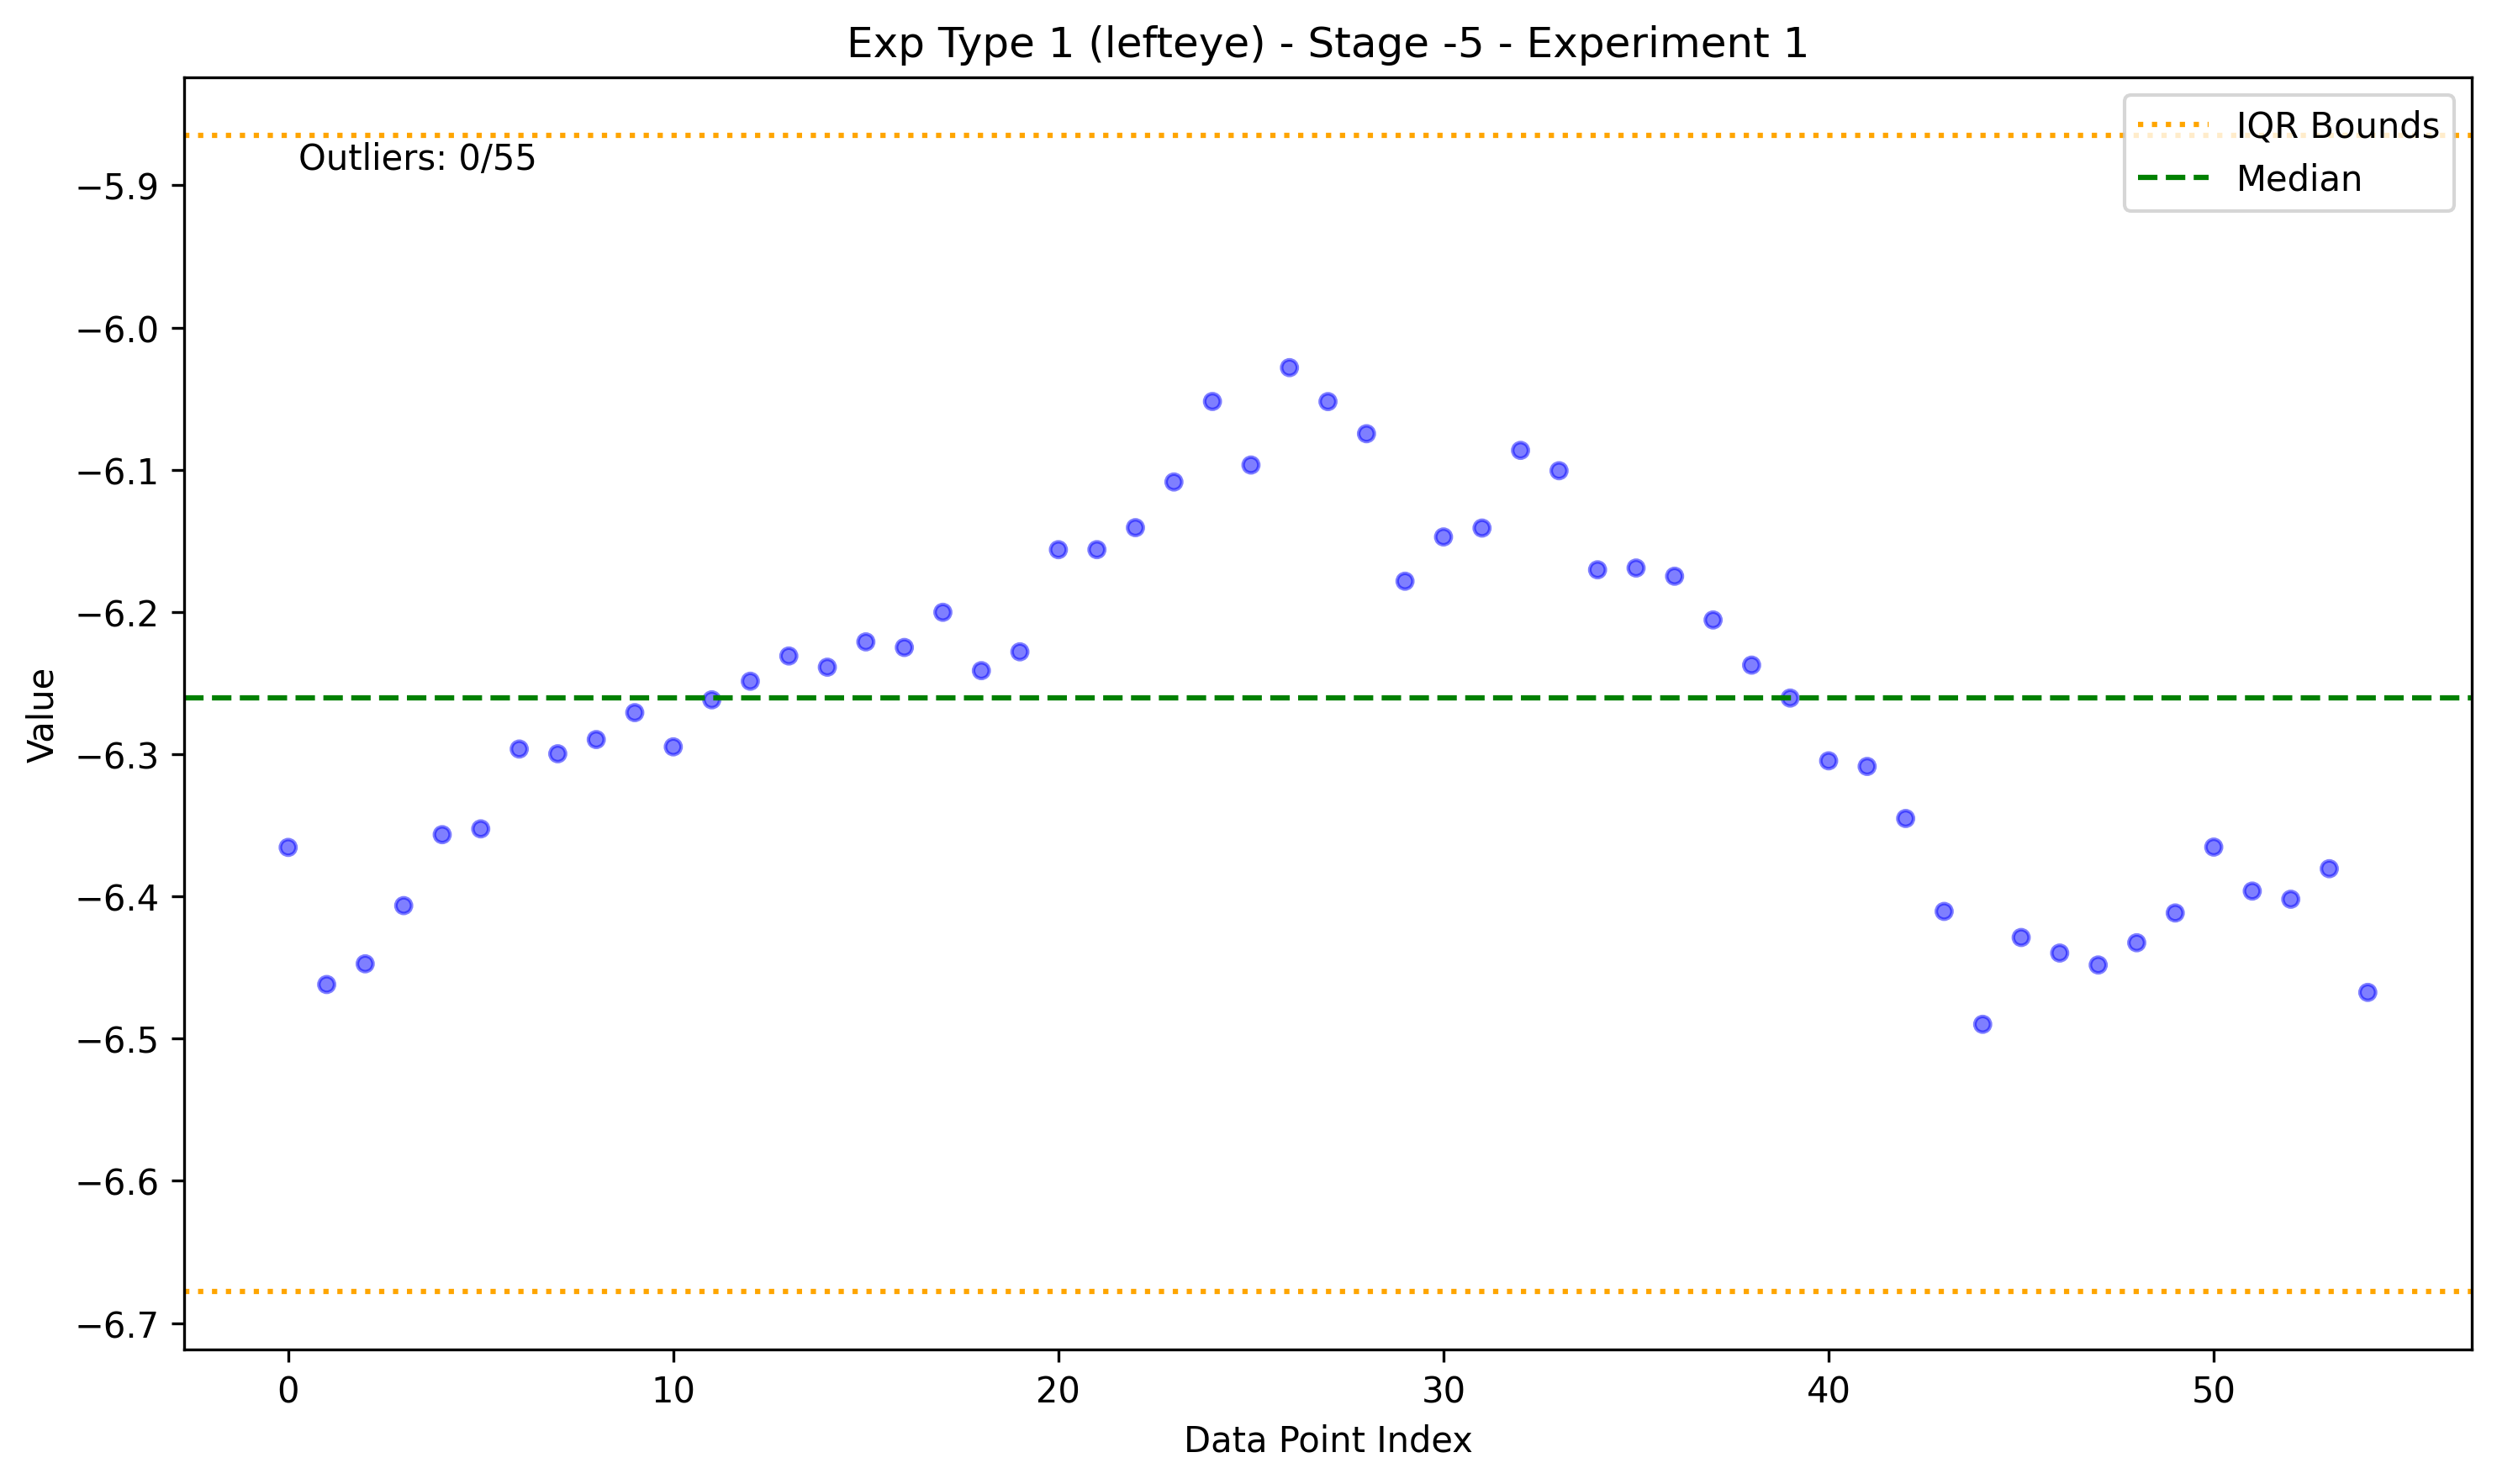 Exp Type 1 (lefteye) - Stage -5 - Experiment 1
IQR Bounds
Median
Outliers: 0/55
Value
−5.9
−6.0
−6.1
−6.2
−6.3
−6.4
−6.5
−6.6
−6.7
0 10 20 30 40 50
Data Point Index